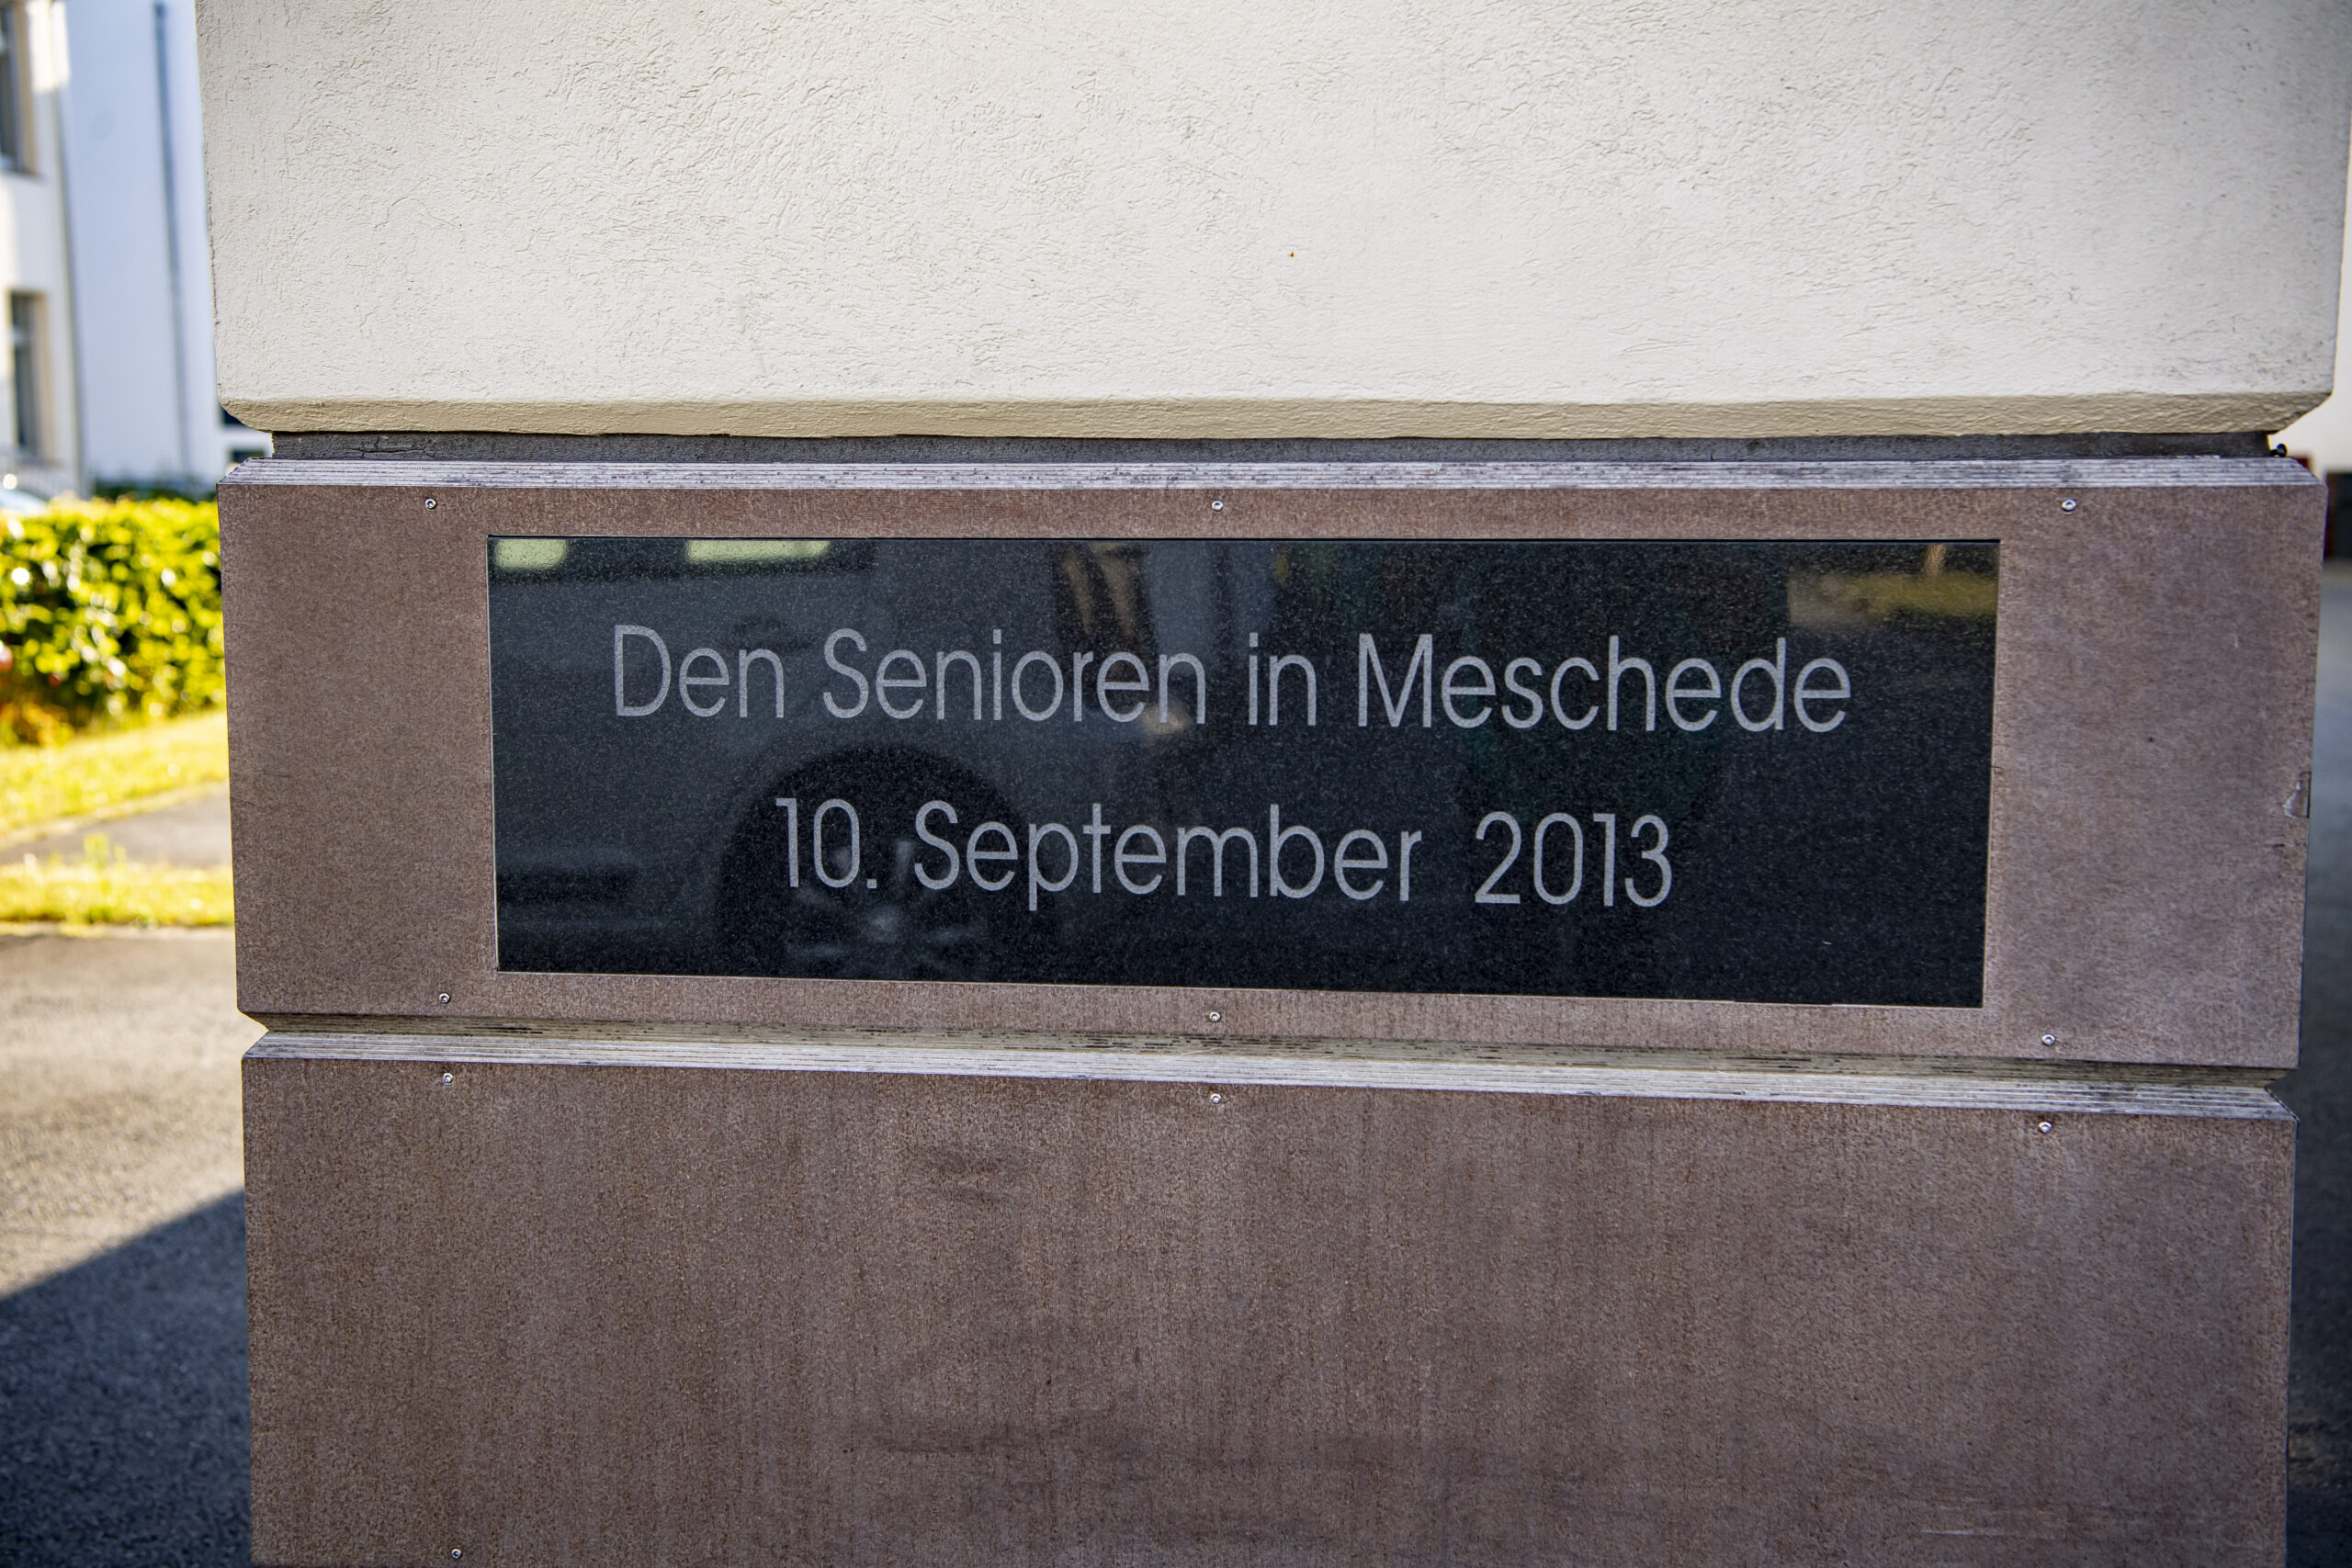 Den Senioren in Meschede
10. September 2013